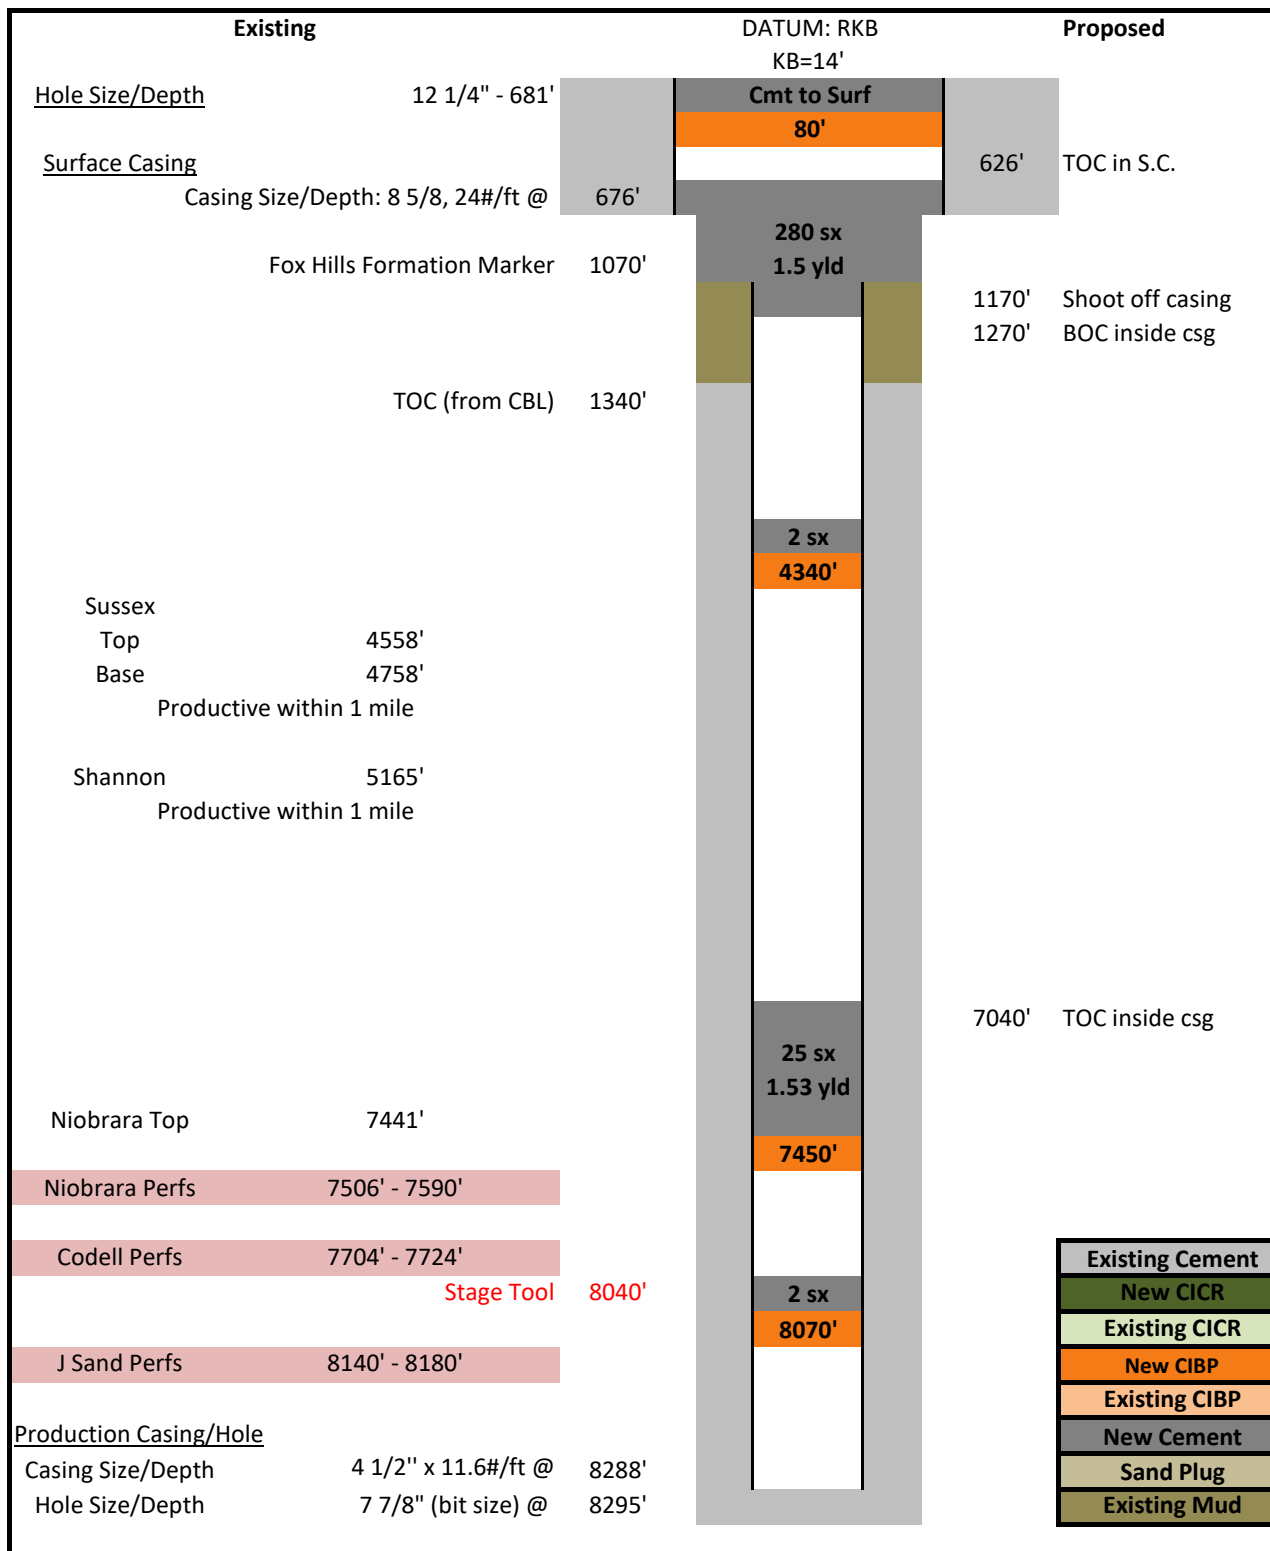 Existing DATUM: RKB Proposed
KB=14'
Hole Size/Depth 12 1/4" - 681' Cmt to Surf
80'
Surface Casing 626' TOC in S.C.
Casing Size/Depth: 8 5/8, 24#/ft @ 676'
280 sx
Fox Hills Formation Marker 1070' 1.5 yld
1170' Shoot off casing
1270' BOC inside csg
TOC (from CBL) 1340'
2 sx
4340'
Sussex
Top 4558'
Base 4758'
Productive within 1 mile
Shannon 5165'
Productive within 1 mile
7040' TOC inside csg
25 sx
1.53 yld
Niobrara Top 7441'
7450'
Niobrara Perfs 7506' - 7590'
Codell Perfs 7704' - 7724' Existing Cement
Stage Tool 8040' 2 sx New CICR
8070' Existing CICR
J Sand Perfs 8140' - 8180' New CIBP
Existing CIBP
Production Casing/Hole New Cement
Casing Size/Depth 4 1/2'' x 11.6#/ft @ 8288' Sand Plug
Hole Size/Depth 7 7/8" (bit size) @ 8295' Existing Mud